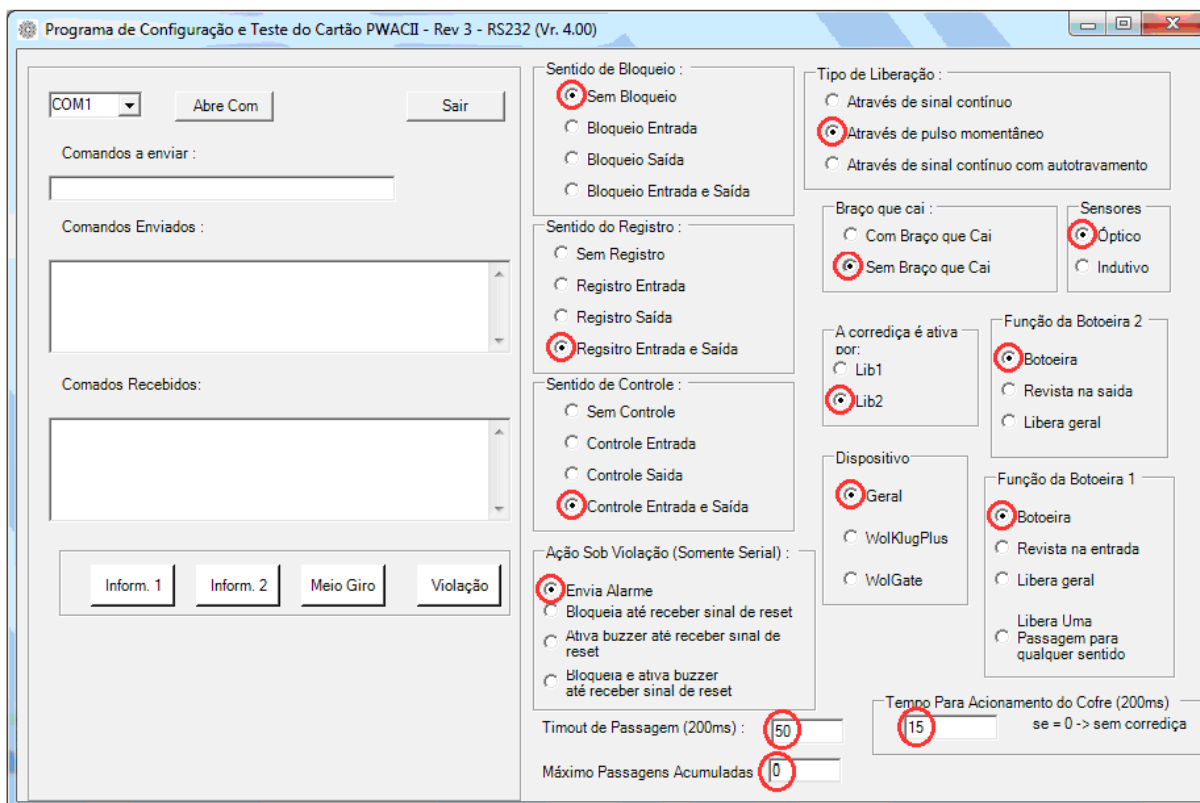 Programa de Configuração e Teste do Cartão PWACII - Rev 3 - RS232 (Vr. 4.00)
COM1
Abre Com
Sair
Comandos a enviar :
Comandos Enviados :
Comados Recebidos:
Inform. 1
Inform. 2
Meio Giro
Violação
Sentido de Bloqueio :
Sem Bloqueio
Bloqueio Entrada
Bloqueio Saída
Bloqueio Entrada e Saída
Sentido do Registro :
Sem Registro
Registro Entrada
Registro Saída
Regsitro Entrada e Saída
Sentido de Controle :
Sem Controle
Controle Entrada
Controle Saida
Controle Entrada e Saída
Ação Sob Violação (Somente Serial) :
Envia Alarme
Bloqueia até receber sinal de reset
Ativa buzzer até receber sinal de
reset
Bloqueia e ativa buzzer
até receber sinal de reset
Timout de Passagem (200ms) :
50
Máximo Passagens Acumuladas
0
Tipo de Liberação :
Através de sinal contínuo
Através de pulso momentâneo
Através de sinal contínuo com autotravamento
Braço que cai :
Com Braço que Cai
Sem Braço que Cai
Sensores
Óptico
Indutivo
A corrediça é ativa
por:
Lib1
Lib2
Função da Botoeira 2
Botoeira
Revista na saida
Libera geral
Dispositivo
Geral
WolKlugPlus
WolGate
Função da Botoeira 1
Botoeira
Revista na entrada
Libera geral
Libera Uma
Passagem para
qualquer sentido
Tempo Para Acionamento do Cofre (200ms)
15
se = 0 -> sem corrediça